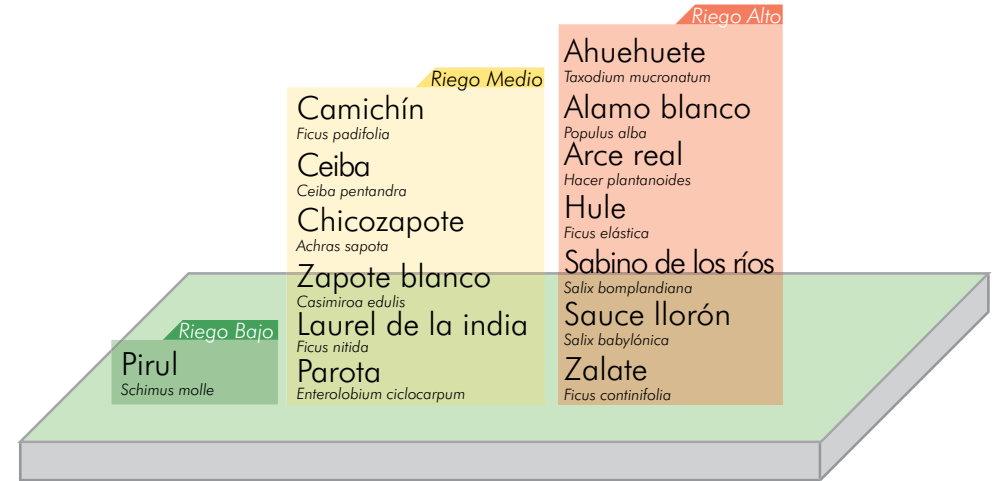 Riego Bajo
Pirul
Schimus molle
Riego Medio
Camichín
Ficus padifolia
Ceiba
Ceiba pentandra
Chicozapote
Achras sapota
Zapote blanco
Casimiroa edulis
Laurel de la india
Ficus nitida
Parota
Enterolobium ciclocarpum
Riego Alto
Ahuehuete
Taxodium mucronatum
Alamo blanco
Populus alba
Arce real
Hacer plantanoides
Hule
Ficus elástica
Sabino de los ríos
Salix bomplandiana
Sauce llorón
Salix babylónica
Zalate
Ficus continifolia